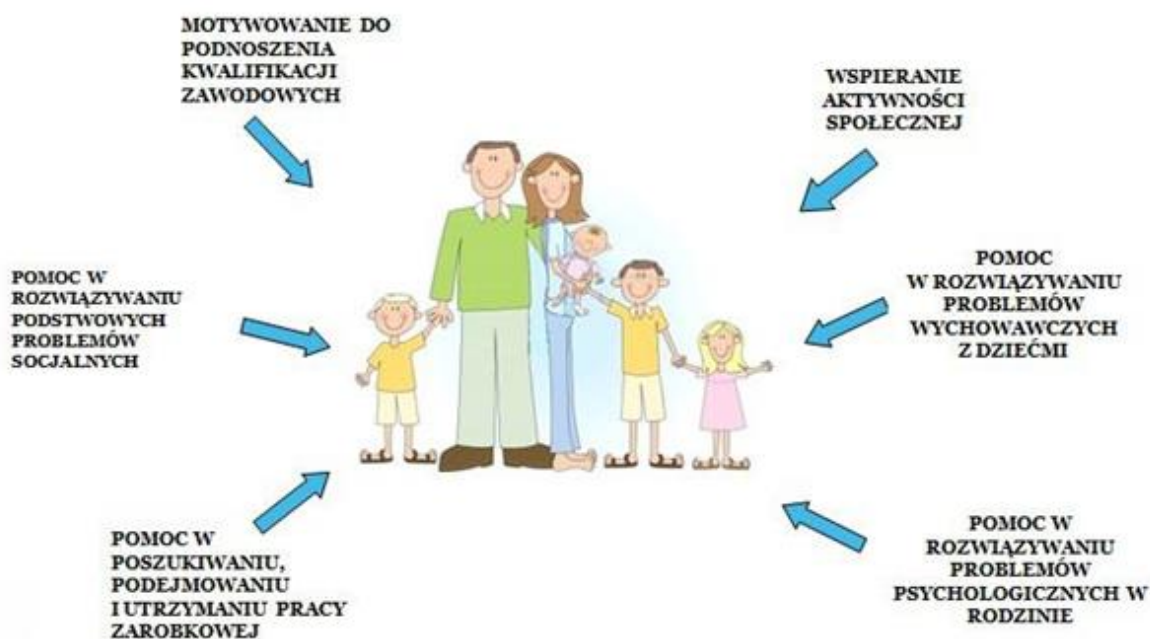 MOTYWOWANIE DO
PODNOSZENIA
KWALIFIKACJI
ZAWODOWYCH
WSPIERANIE
AKTYWNOŚCI
SPOŁECZNEJ
POMOC W
ROZWIĄZYWANIU
PODSTWOWYCH
PROBLEMÓW
SOCJALNYCH
POMOC
W ROZWIĄZYWANIU
PROBLEMÓW
WYCHOWAWCZYCH
Z DZIEĆMI
POMOC W
POSZUKIWANIU,
PODEJMOWANIU
I UTRZYMANIU PRACY
ZAROBKOWEJ
POMOC W
ROZWIĄZYWANIU
PROBLEMÓW
PSYCHOLOGICZNYCH W
RODZINIE